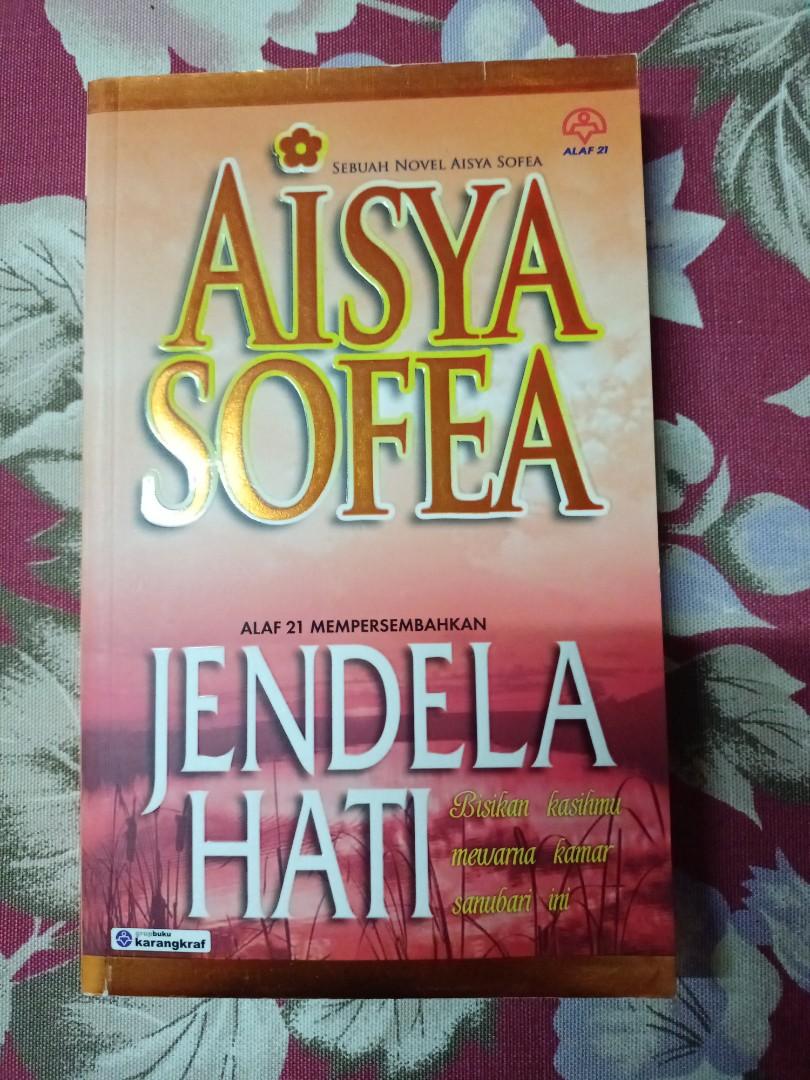 SEBUAH NOVEL AISYA SOFEA
ALAF 21
AISYA
SOFEA
ALAF 21 MEMPERSEMBAHKAN
JENDELA
HATI
Bisikan kasihmu
mewarna kamar
sanubari ini
grupbuku
karangkraf